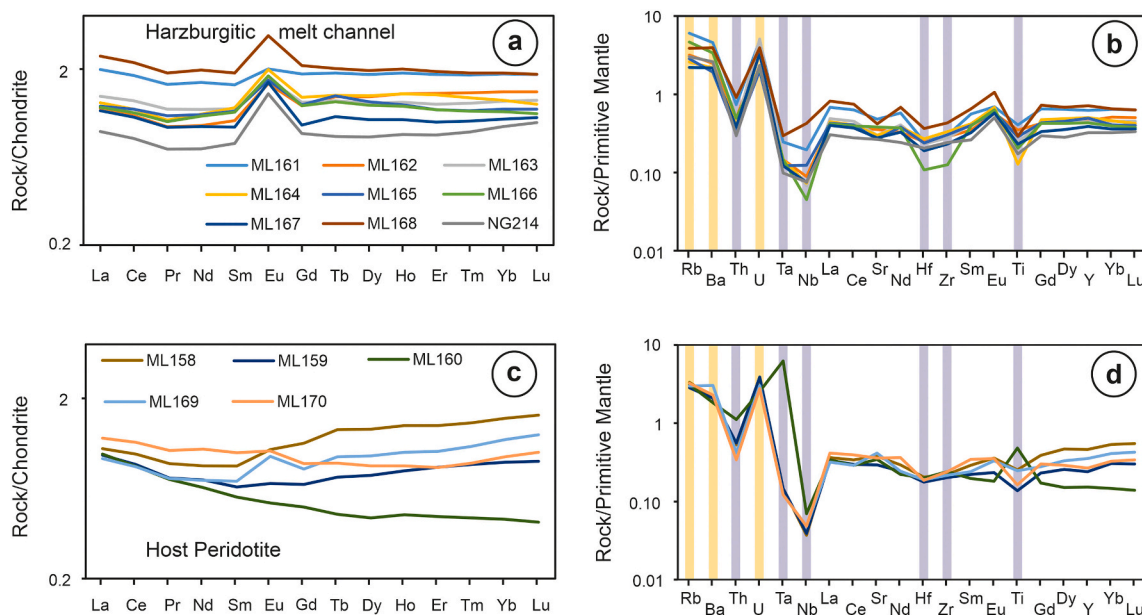 Harzburgitic melt channel
a
Rock/Chondrite
2
0.2
ML161 ML162 ML163
ML164 ML165 ML166
ML167 ML168 NG214
La Ce Pr Nd Sm Eu Gd Tb Dy Ho Er Tm Yb Lu
b
Rock/Primitive Mantle
10
1
0.10
0.01
Rb Ba Th U Ta Nb La Ce Sr Nd Hf Zr Sm Eu Ti Gd Dy Y Yb Lu
ML158 ML159 ML160
ML169 ML170
c
Rock/Chondrite
2
0.2
Host Peridotite
La Ce Pr Nd Sm Eu Gd Tb Dy Ho Er Tm Yb Lu
d
Rock/Primitive Mantle
10
1
0.10
0.01
Rb Ba Th U Ta Nb La Ce Sr Nd Hf Zr Sm Eu Ti Gd Dy Y Yb Lu